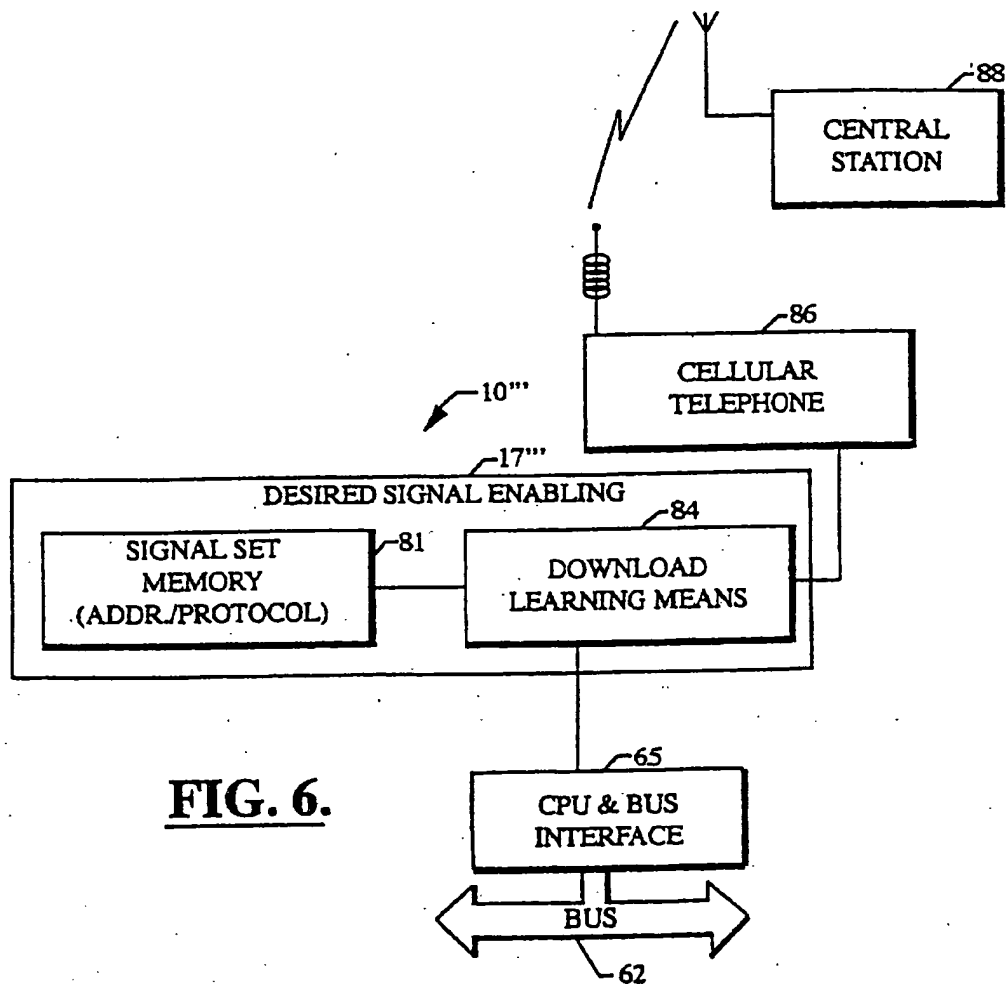 88
CENTRAL
STATION
86
CELLULAR
TELEPHONE
10'''
17'''
DESIRED SIGNAL ENABLING
81
SIGNAL SET
MEMORY
(ADDR./PROTOCOL)
84
DOWNLOAD
LEARNING MEANS
65
CPU & BUS
INTERFACE
FIG. 6.
BUS
62